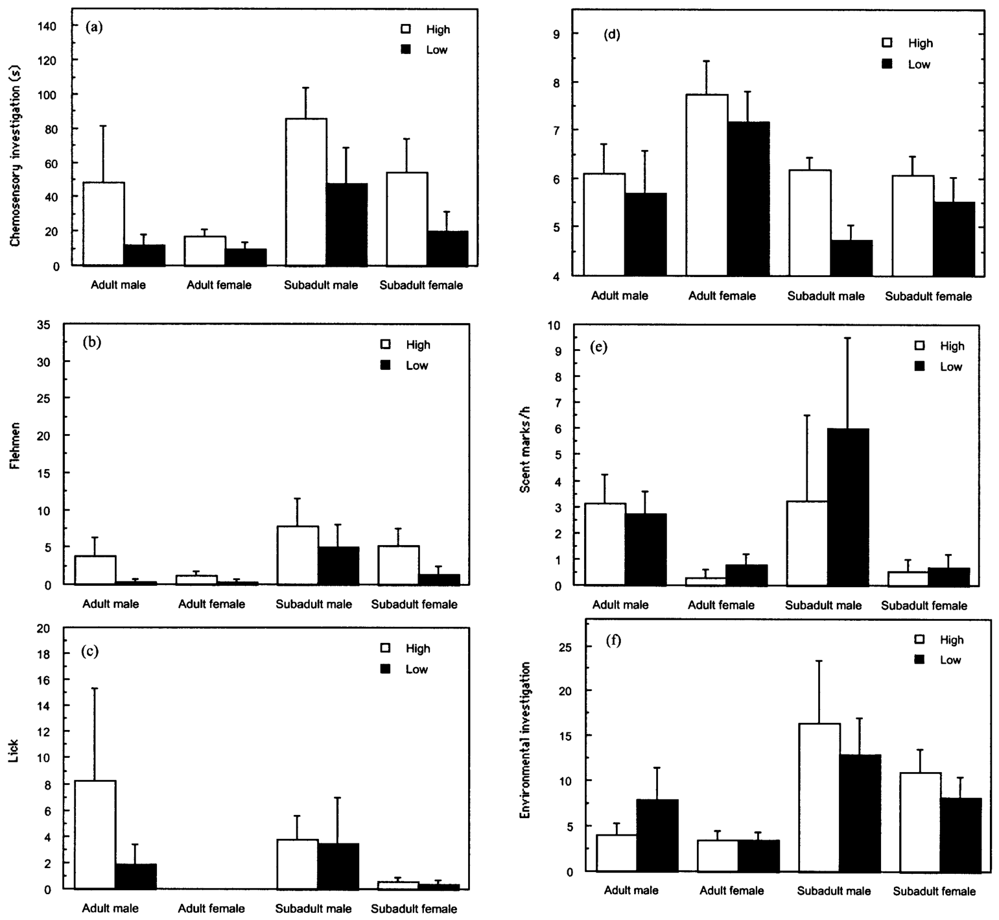 (a)
High
Low
140
120
100
80
60
40
20
0
Chemosensory investigation (s)
Adult male Adult female Subadult male Subadult female
(d)
High
Low
9
8
7
6
5
4
Adult male Adult female Subadult male Subadult female
(b)
High
Low
35
30
25
20
15
10
5
0
Flehmen
Adult male Adult female Subadult male Subadult female
(e)
High
Low
10
9
8
7
6
5
4
3
2
1
0
Scent marks/h
Adult male Adult female Subadult male Subadult female
(c)
High
Low
20
18
16
14
12
10
8
6
4
2
0
Lick
Adult male Adult female Subadult male Subadult female
(f)
High
Low
25
20
15
10
5
0
Environmental investigation
Adult male Adult female Subadult male Subadult female